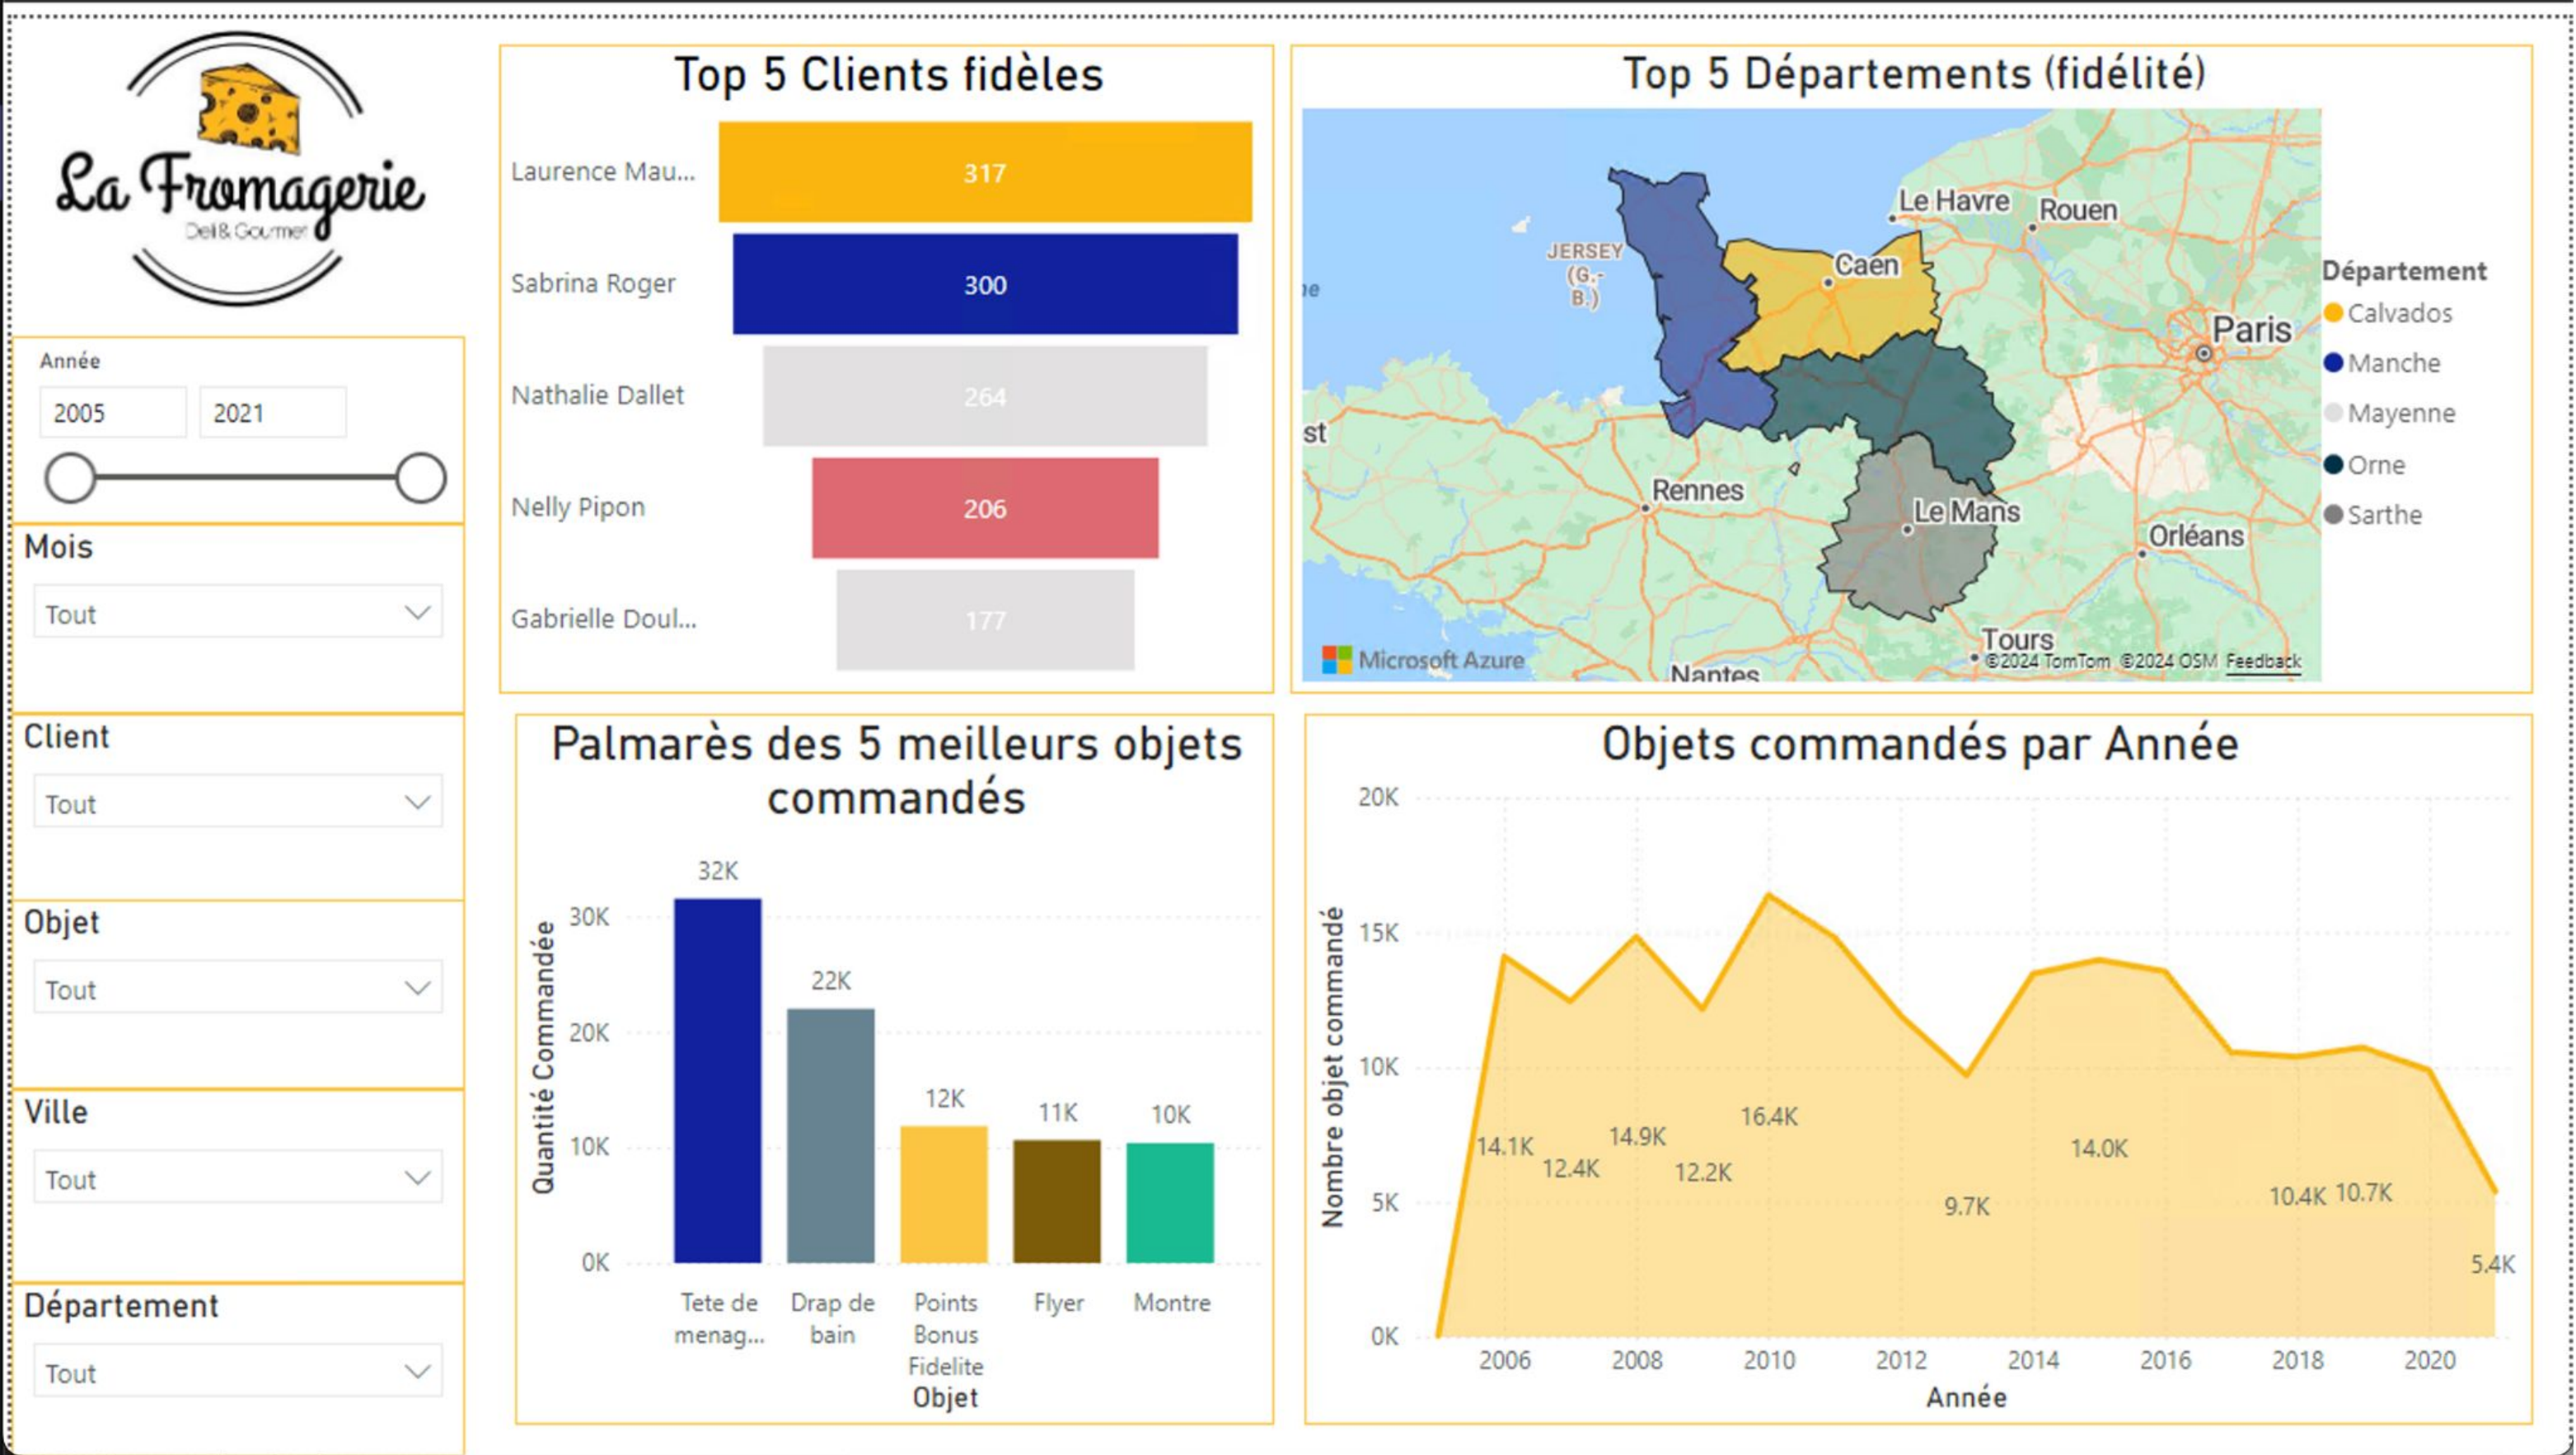 La Fromagerie
Deli & Gourmet
Année
2005
2021
Mois
Tout
Client
Tout
Objet
Tout
Ville
Tout
Département
Tout
Top 5 Clients fidèles
Laurence Mau...
317
Sabrina Roger
300
Nathalie Dallet
264
Nelly Pipon
206
Gabrielle Doul...
177
Top 5 Départements (fidélité)
Le Havre
Rouen
JERSEY
(G.-
B.)
Caen
ne
Paris
st
Rennes
Le Mans
Orléans
Tours
Nantes
Microsoft Azure
©2024 TomTom ©2024 OSM Feedback
Département
Calvados
Manche
Mayenne
Orne
Sarthe
Palmarès des 5 meilleurs objets
commandés
Quantité Commandée
30K
20K
10K
0K
32K
22K
12K
11K
10K
Tete de
menag...
Drap de
bain
Points
Bonus
Fidelite
Flyer
Montre
Objet
Objets commandés par Année
Nombre objet commandé
20K
15K
10K
5K
0K
14.1K
12.4K
14.9K
12.2K
16.4K
9.7K
14.0K
10.4K
10.7K
5.4K
2006
2008
2010
2012
2014
2016
2018
2020
Année